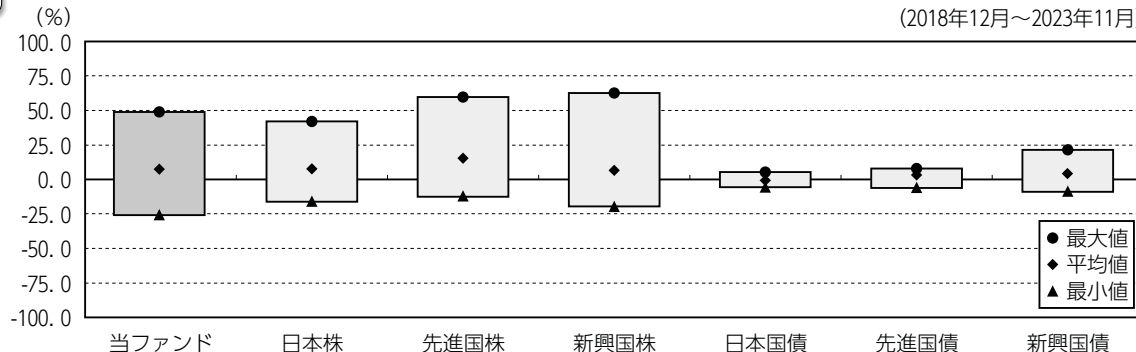 (%)
(2018年12月～2023年11月)
100. 0
75. 0
50. 0
25. 0
0. 0
-25. 0
-50. 0
-75. 0
-100. 0
● 最大値
◆ 平均値
▲ 最小値
当ファンド 日本株 先進国株 新興国株 日本国債 先進国債 新興国債